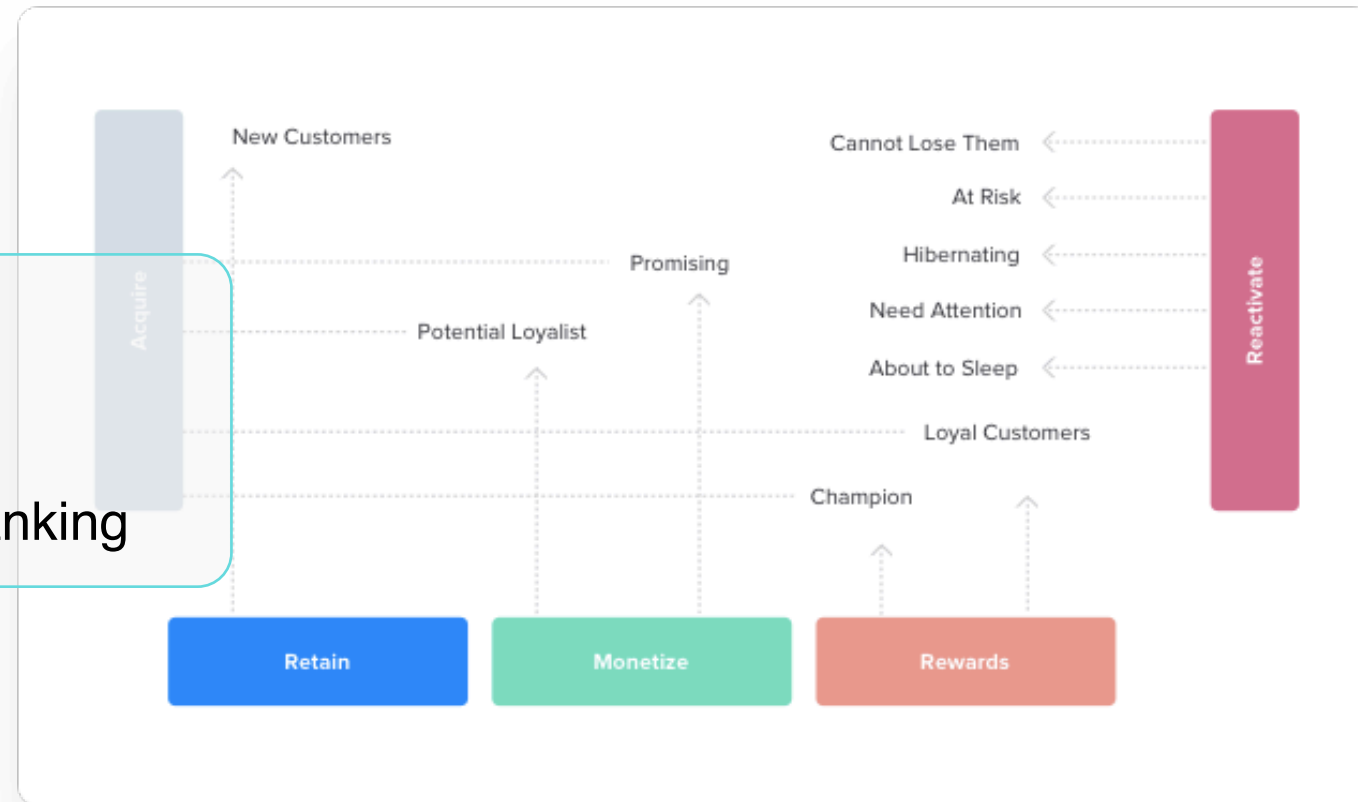 New Customers
Cannot Lose Them
At Risk
Promising
Hibernating
Acquire
Need Attention
Reactivate
Potential Loyalist
About to Sleep
Loyal Customers
Champion
Retain
Monetize
Rewards